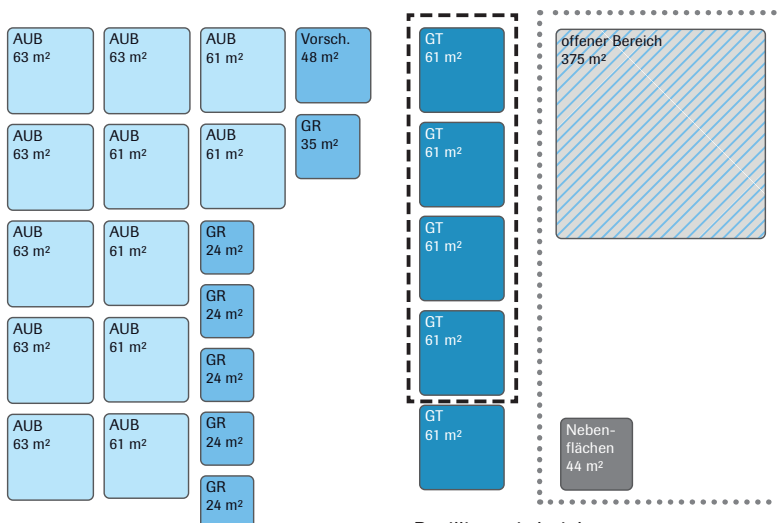 AUB
63 m²
AUB
63 m²
AUB
61 m²
Vorsch.
48 m²
AUB
63 m²
AUB
61 m²
AUB
61 m²
GR
35 m²
AUB
63 m²
AUB
61 m²
GR
24 m²
GR
24 m²
AUB
63 m²
AUB
61 m²
GR
24 m²
AUB
63 m²
AUB
61 m²
GR
24 m²
GR
24 m²
GT
61 m²
GT
61 m²
GT
61 m²
GT
61 m²
GT
61 m²
offener Bereich
375 m²
Neben-
flächen
44 m²